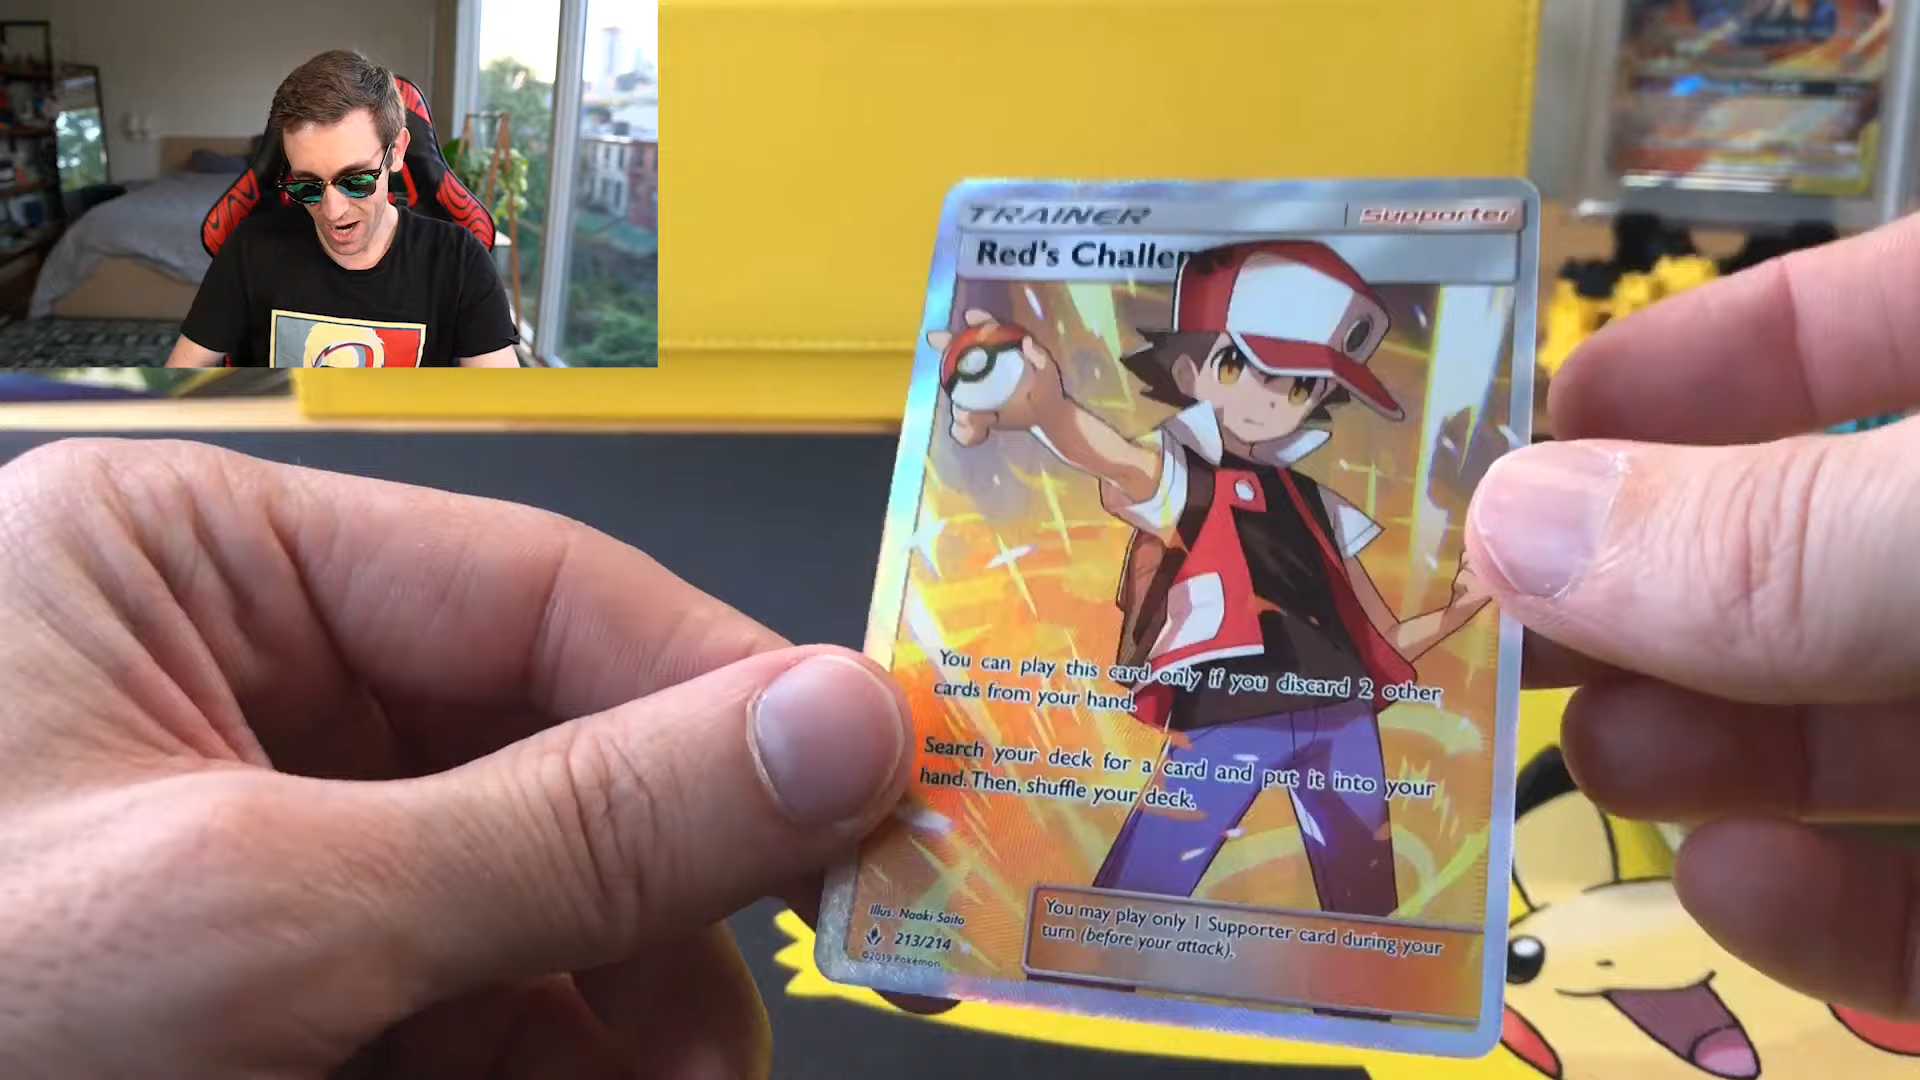 TRAINER
Supporter
Red's Challenge
You can play this card only if you discard 2 other
cards from your hand.
Search your deck for a card and put it into your
hand. Then, shuffle your deck.
You may play only 1 Supporter card during your
turn (before your attack).
Illus. Naoki Saito
213/214
©2019 Pokémon